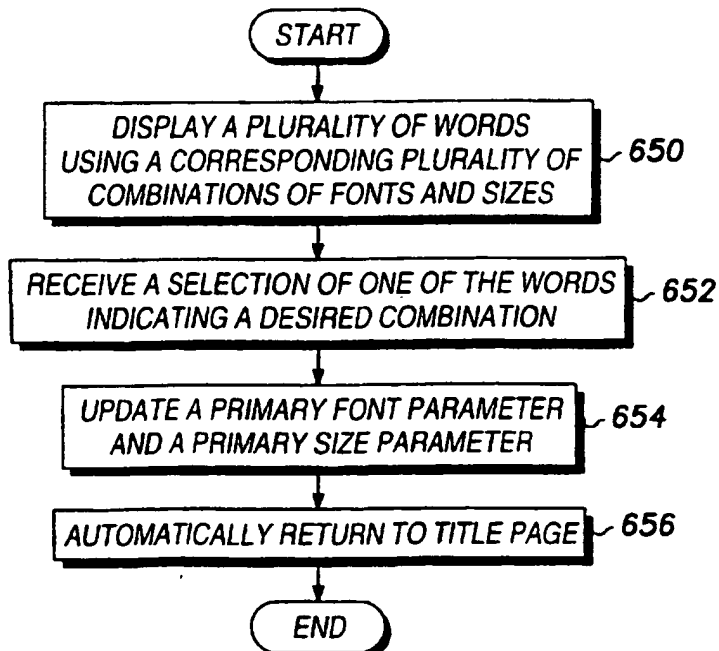 START
DISPLAY A PLURALITY OF WORDS
USING A CORRESPONDING PLURALITY OF
COMBINATIONS OF FONTS AND SIZES
650
RECEIVE A SELECTION OF ONE OF THE WORDS
INDICATING A DESIRED COMBINATION
652
UPDATE A PRIMARY FONT PARAMETER
AND A PRIMARY SIZE PARAMETER
654
AUTOMATICALLY RETURN TO TITLE PAGE
656
END